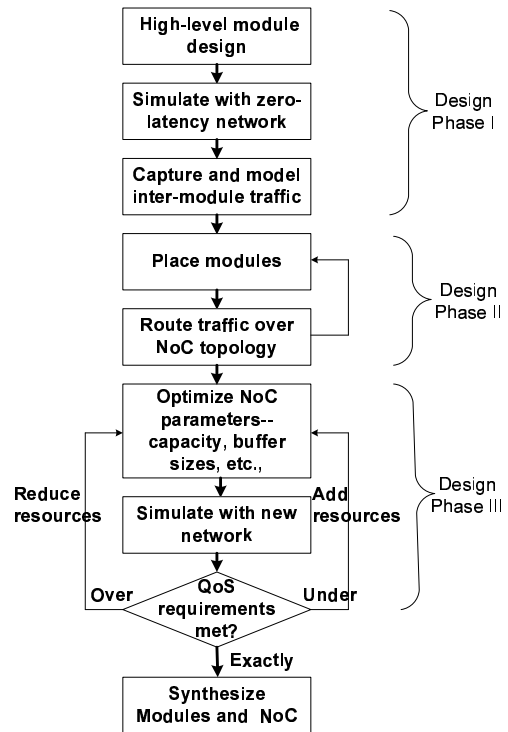 High-level module
design
Simulate with zero-
latency network
Capture and model
inter-module traffic
Design
Phase I
Place modules
Route traffic over
NoC topology
Design
Phase II
Optimize NoC
parameters--
capacity, buffer
sizes, etc.,
Reduce
resources
Add
resources
Simulate with new
network
Design
Phase III
Over
QoS
requirements
met?
Under
Exactly
Synthesize
Modules and NoC